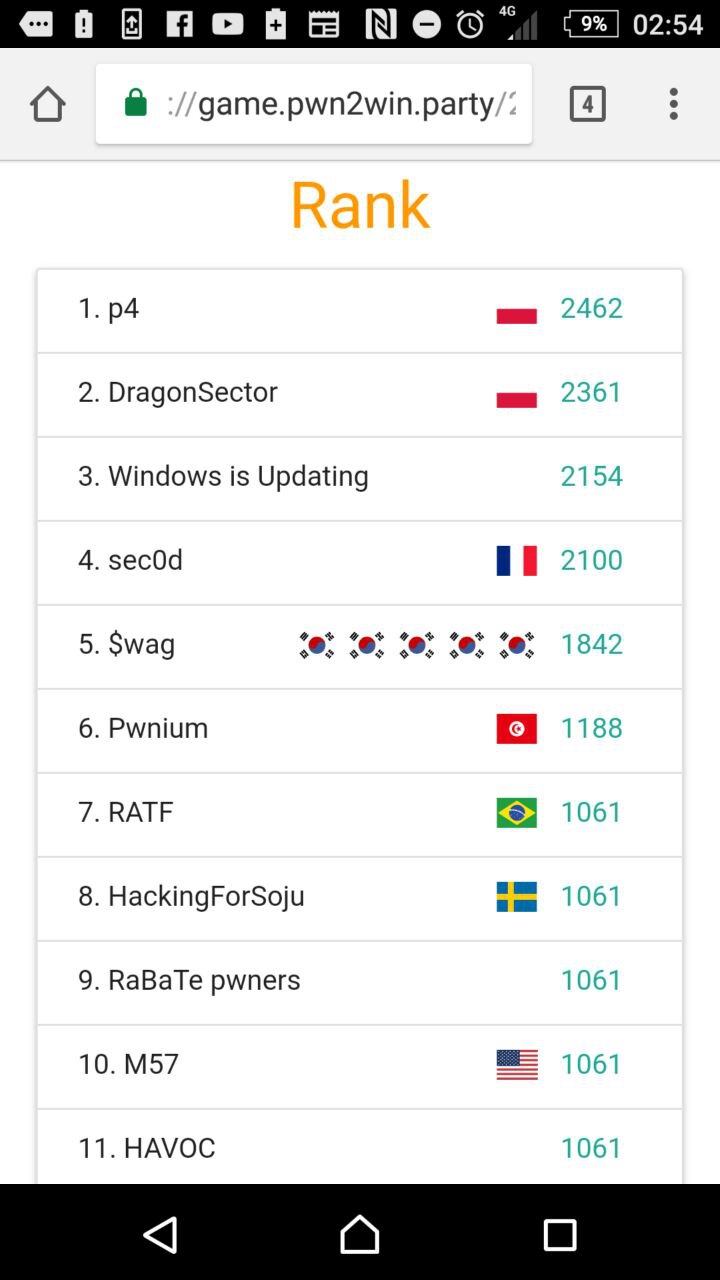 4G 9% 02:54
://game.pwn2win.party/2
4
Rank
1. p4 2462
2. DragonSector 2361
3. Windows is Updating 2154
4. sec0d 2100
5. $wag 1842
6. Pwnium 1188
7. RATF 1061
8. HackingForSoju 1061
9. RaBaTe pwners 1061
10. M57 1061
11. HAVOC 1061